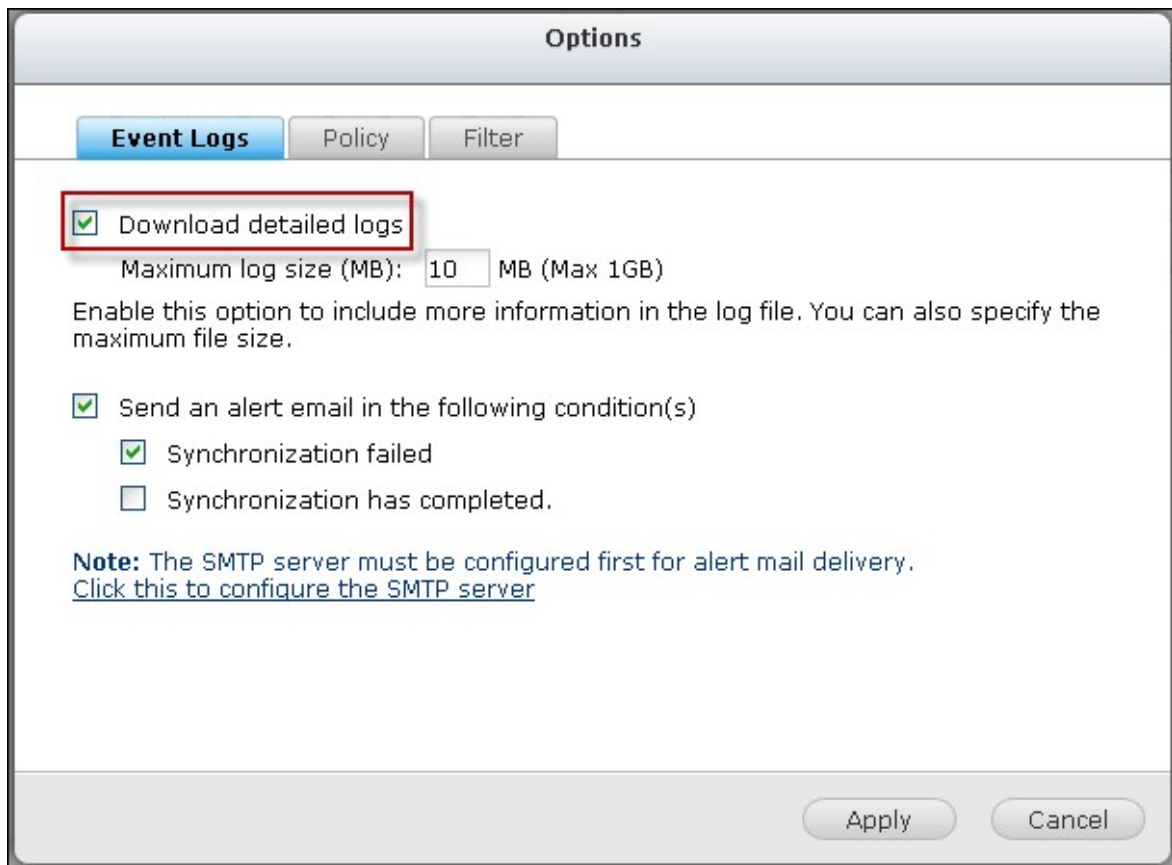 Options
Event Logs Policy Filter
Download detailed logs
Maximum log size (MB): 10 MB (Max 1GB)
Enable this option to include more information in the log file. You can also specify the
maximum file size.
Send an alert email in the following condition(s)
Synchronization failed
Synchronization has completed.
Note: The SMTP server must be configured first for alert mail delivery.
Click this to configure the SMTP server
Apply Cancel